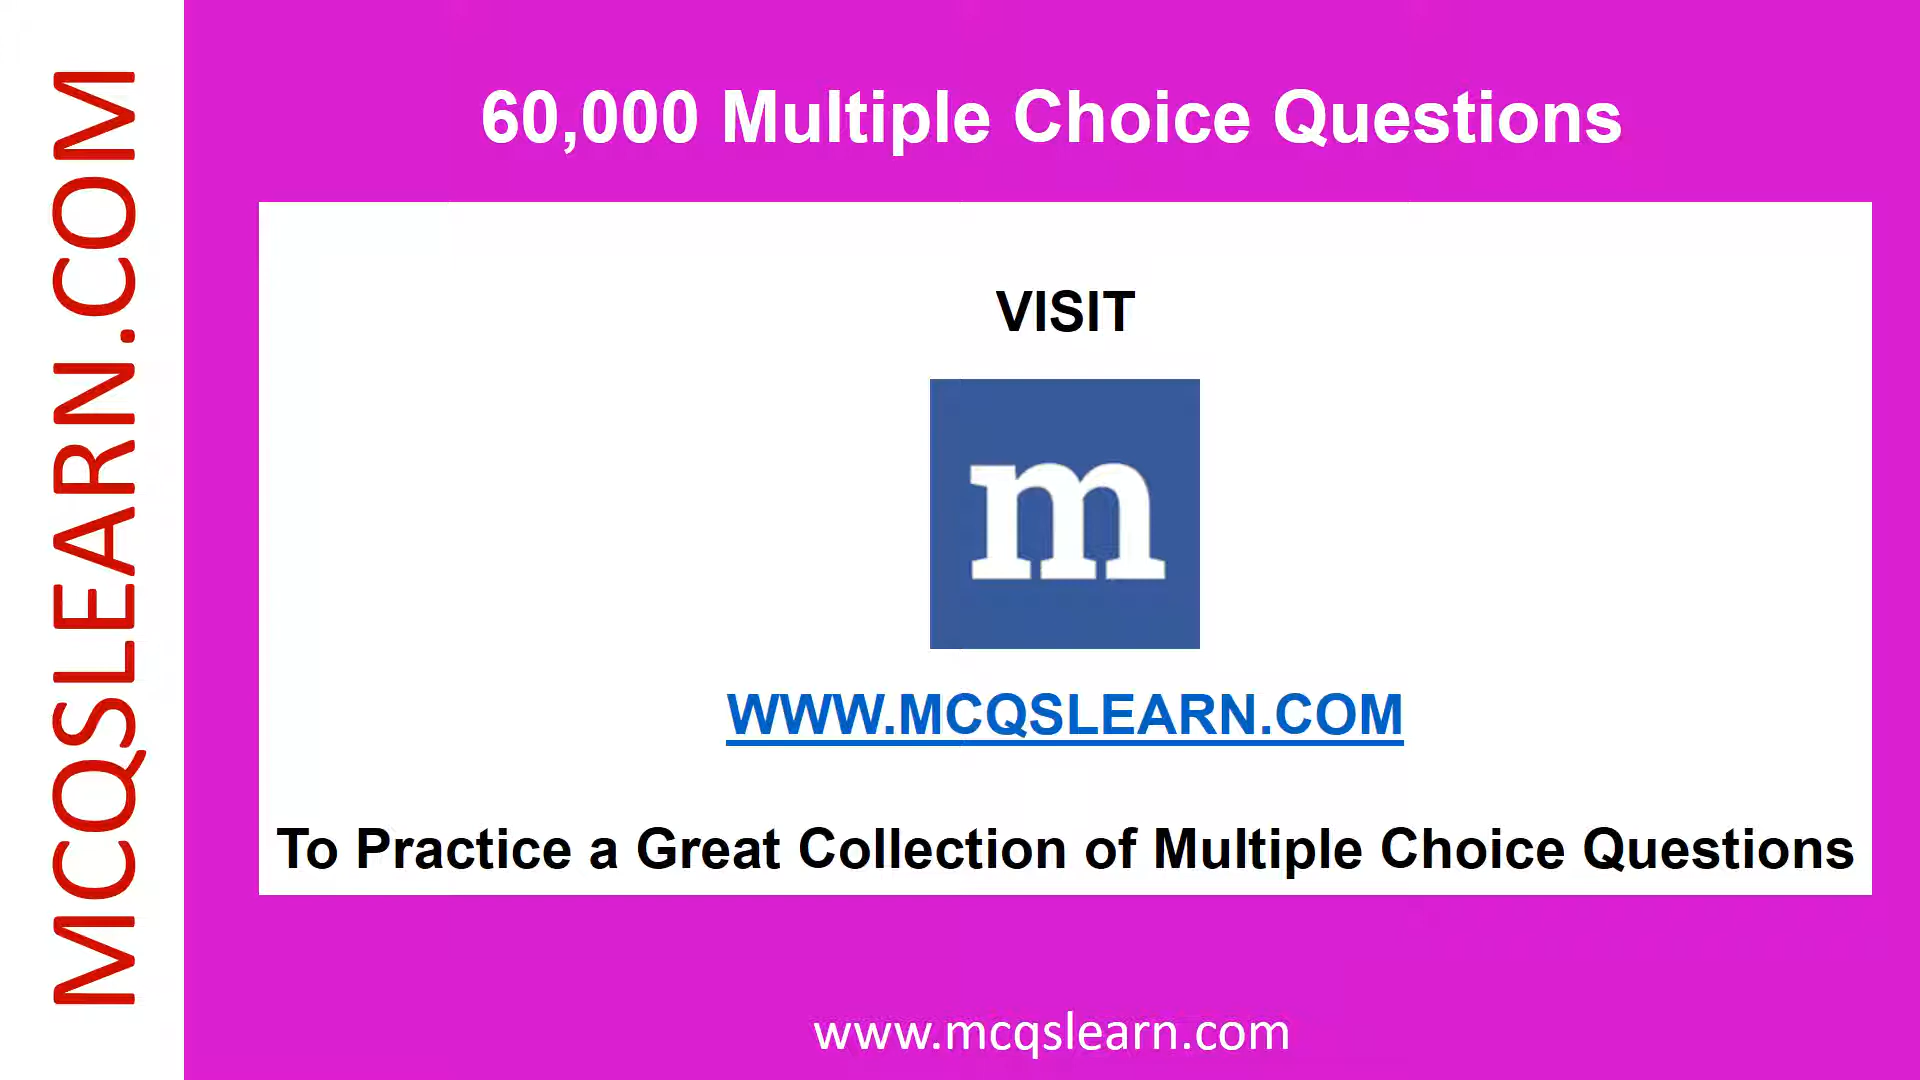 MCQSLEARN.COM
60,000 Multiple Choice Questions
VISIT
m
WWW.MCQSLEARN.COM
To Practice a Great Collection of Multiple Choice Questions
www.mcqslearn.com